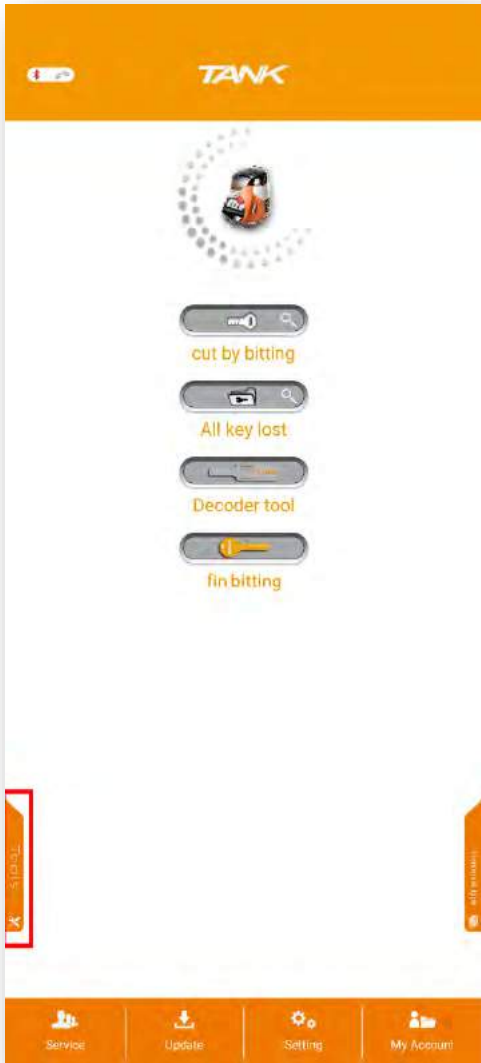 TANK
cut by bitting
All key lost
Decoder tool
fin bitting
Tools
Service
Update
Setting
My Account